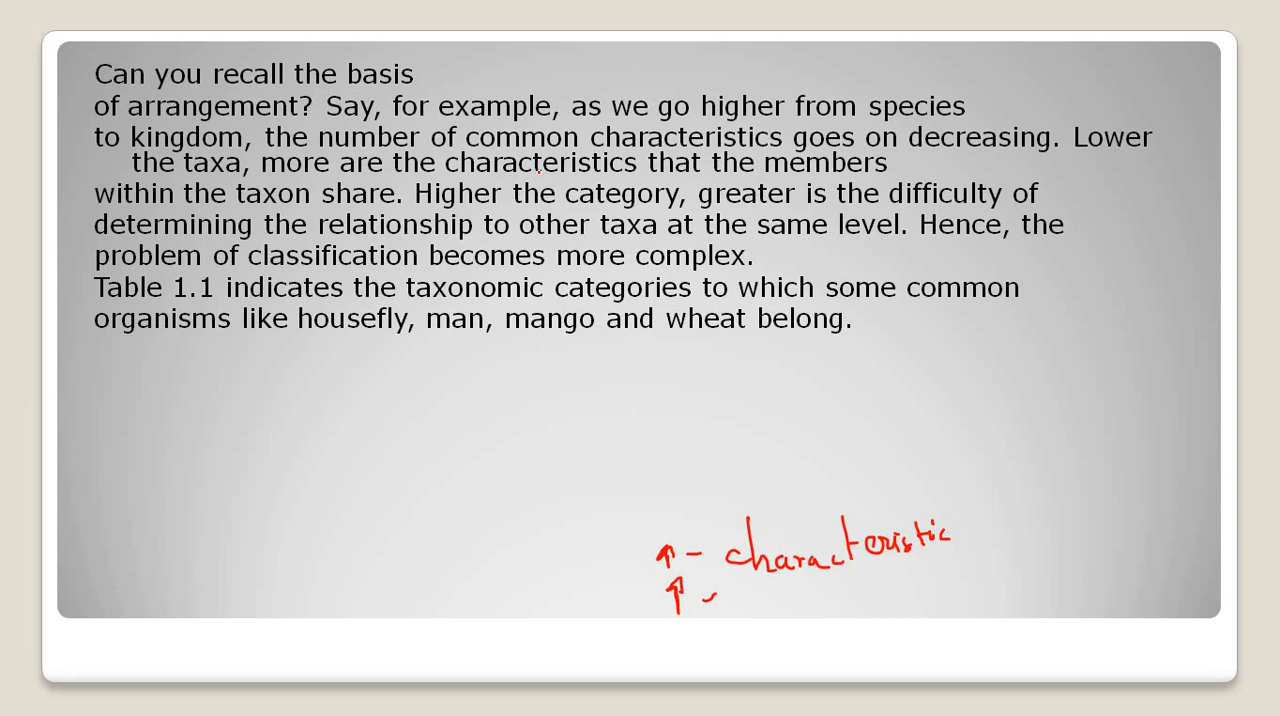 Can you recall the basis
of arrangement? Say, for example, as we go higher from species
to kingdom, the number of common characteristics goes on decreasing. Lower
the taxa, more are the characteristics that the members
within the taxon share. Higher the category, greater is the difficulty of
determining the relationship to other taxa at the same level. Hence, the
problem of classification becomes more complex.
Table 1.1 indicates the taxonomic categories to which some common
organisms like housefly, man, mango and wheat belong.
↑ - characteristic
↑ -